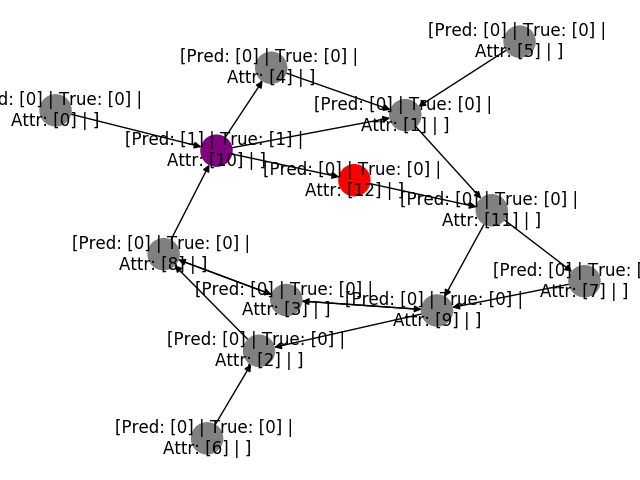 [Pred: [0] | True: [0] |
Attr: [5] | ]
[Pred: [0] | True: [0] |
Attr: [4] | ]
d: [0] | True: [0] |
Attr: [0] | ]
[Pred: [0] | True: [0] |
Attr: [1] | ]
[Pred: [1] | True: [1] |
Attr: [10] | ]
[Pred: [0] | True: [0] |
Attr: [12] | ]
[Pred: [0] | True: [0] |
Attr: [11] | ]
[Pred: [0] | True: [0] |
Attr: [8] | ]
[Pred: [0] | True: [
Attr: [7] | ]
[Pred: [0] | True: [0] |
Attr: [3] | ]
[Pred: [0] | True: [0] |
Attr: [9] | ]
[Pred: [0] | True: [0] |
Attr: [2] | ]
[Pred: [0] | True: [0] |
Attr: [6] | ]